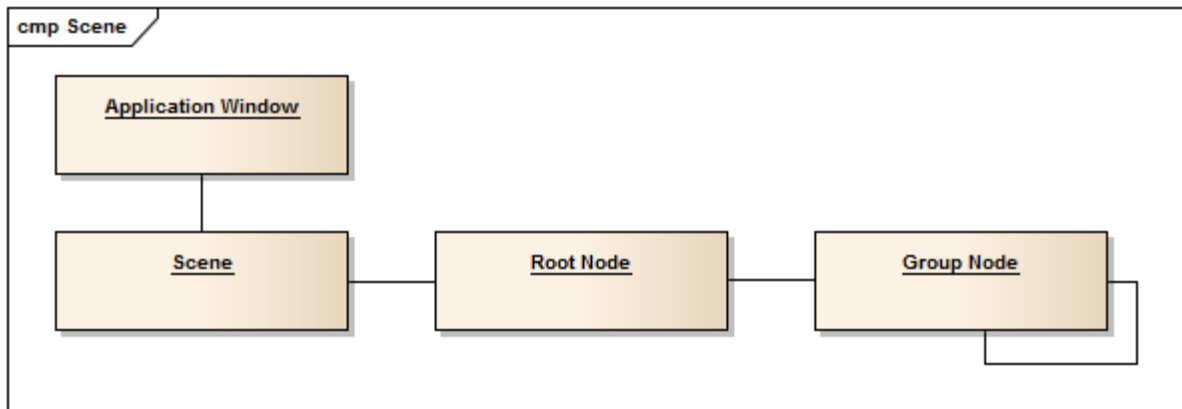 cmp Scene
Application Window
Scene
Root Node
Group Node